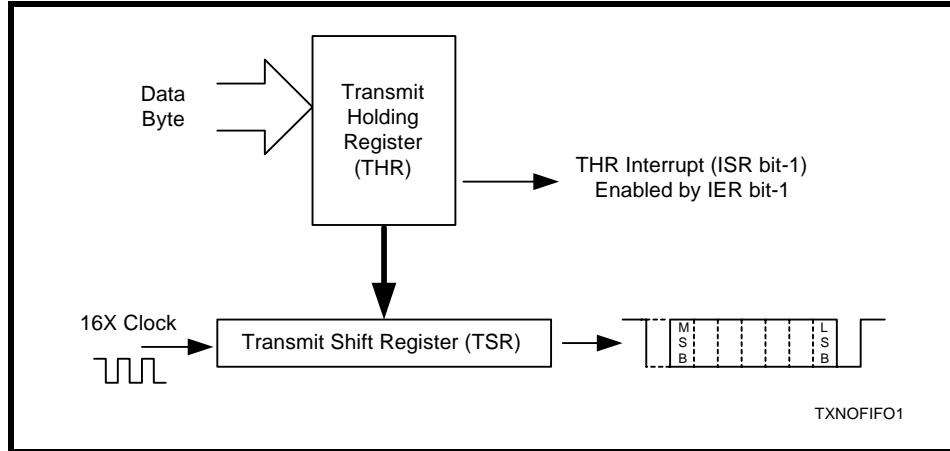 Data
Byte
Transmit
Holding
Register
(THR)
THR Interrupt (ISR bit-1)
Enabled by IER bit-1
16X Clock
Transmit Shift Register (TSR)
M
S
B
L
S
B
TXNOFIFO1